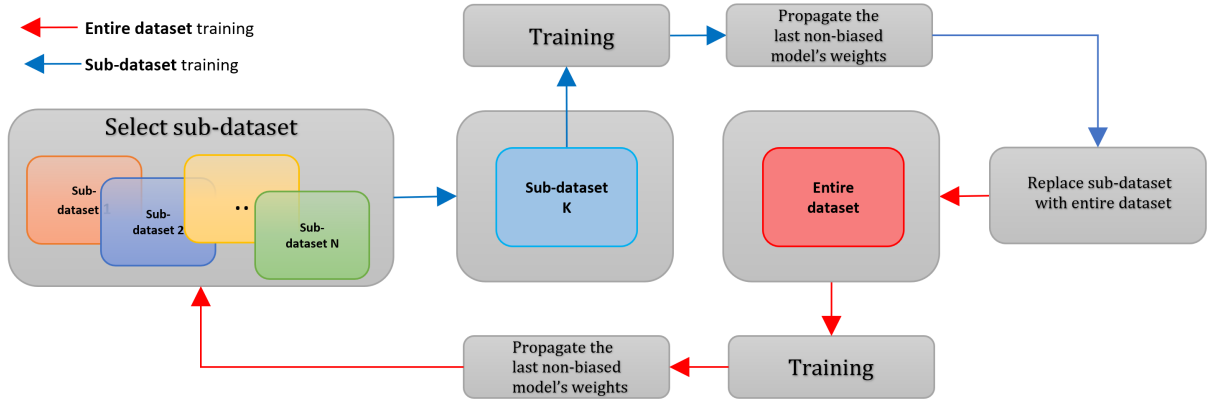 Entire dataset training
Sub-dataset training
Training
Propagate the
last non-biased
model's weights
Select sub-dataset
Sub-
dataset 1
Sub-
dataset 2
..
Sub-
dataset N
Sub-dataset
K
Entire
dataset
Replace sub-dataset
with entire dataset
Propagate the
last non-biased
model's weights
Training